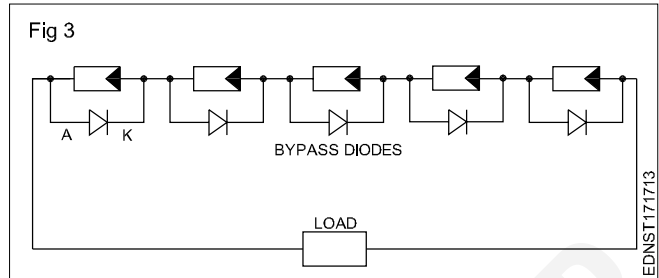 Fig 3
A K
BYPASS DIODES
LOAD
EDNST171713